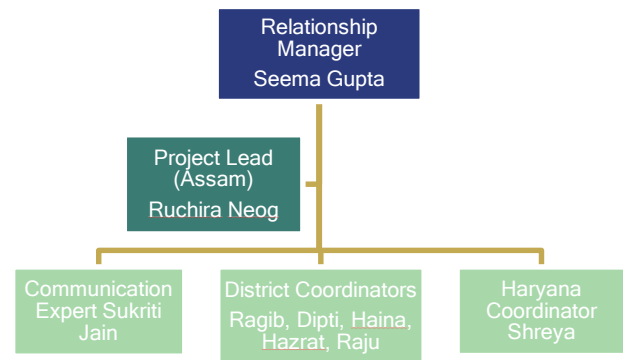 Relationship
Manager
Seema Gupta
Project Lead
(Assam)
Ruchira Neog
Communication
Expert Sukriti
Jain
District Coordinators
Ragib, Dipti, Haina,
Hazrat, Raju
Haryana
Coordinator
Shreya